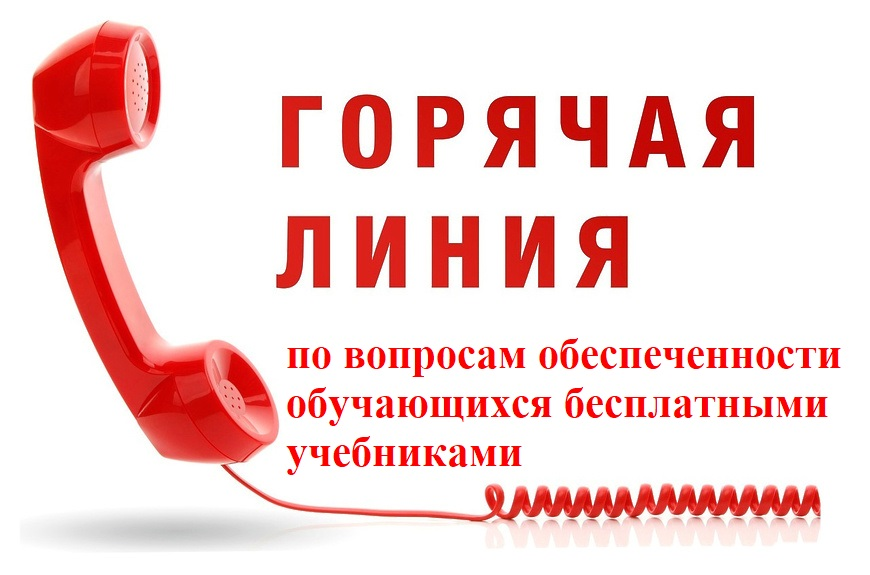 ГОРЯЧАЯ
ЛИНИЯ
по вопросам обеспеченности
обучающихся бесплатными
учебниками